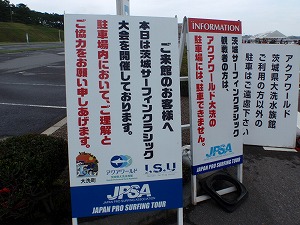 ご来館のお客様へ
本日は茨城サーフィンクラシック
大会を開催しております。
駐車場内において、ご理解と
ご協力をお願い申しあげます。
大洗町
アクアワールド
I.S.U
JPSA
JAPAN PRO SURFING ASSOCIATION
JAPAN PRO SURFING TOUR
INFORMATION
茨城サーフィンクラシック
観戦者の方は、
アクアワールド大洗の
駐車場には、駐車できません。
JPSA
JAPAN PRO SURFING TOUR
アクアワールド
茨城県大洗水族館
ご利用の方以外の
駐車はご遠慮下さい